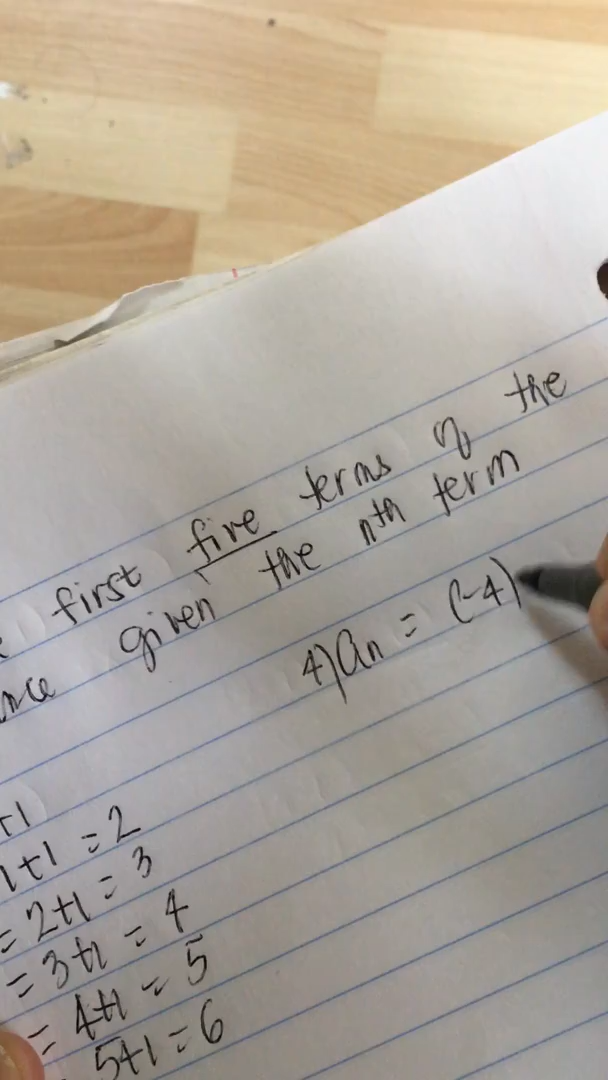 first five terms of the
given the nth term
4) an = (-4)
+1
1+1 = 2
= 2+1 = 3
= 3+1 = 4
= 4+1 = 5
5+1 = 6